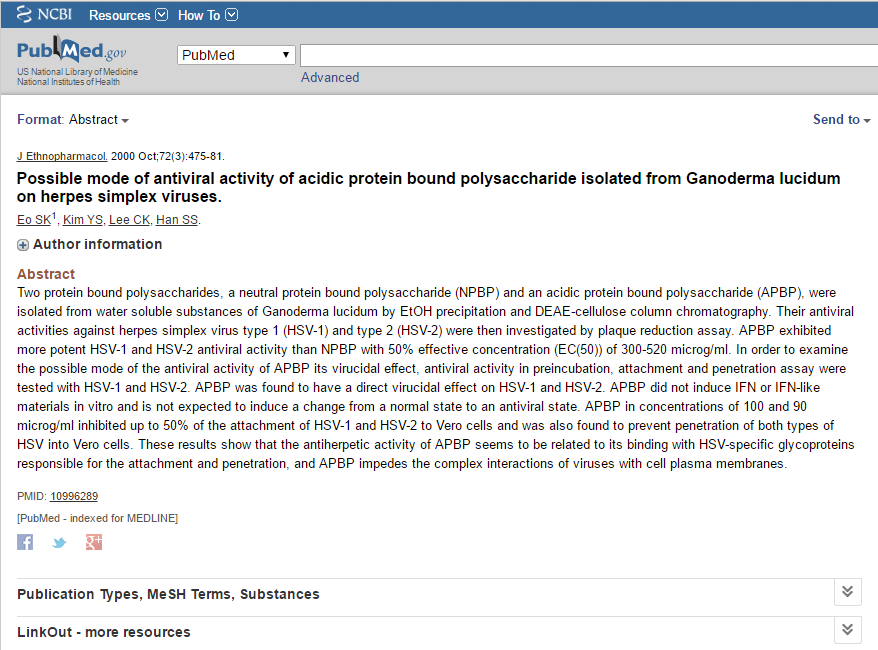 NCBI Resources How To
PubMed.gov
US National Library of Medicine
National Institutes of Health
PubMed
Advanced
Format: Abstract
Send to
J Ethnopharmacol. 2000 Oct;72(3):475-81.
Possible mode of antiviral activity of acidic protein bound polysaccharide isolated from Ganoderma lucidum
on herpes simplex viruses.
Eo SK1, Kim YS, Lee CK, Han SS.
Author information
Abstract
Two protein bound polysaccharides, a neutral protein bound polysaccharide (NPBP) and an acidic protein bound polysaccharide (APBP), were
isolated from water soluble substances of Ganoderma lucidum by EtOH precipitation and DEAE-cellulose column chromatography. Their antiviral
activities against herpes simplex virus type 1 (HSV-1) and type 2 (HSV-2) were then investigated by plaque reduction assay. APBP exhibited
more potent HSV-1 and HSV-2 antiviral activity than NPBP with 50% effective concentration (EC(50)) of 300-520 microg/ml. In order to examine
the possible mode of the antiviral activity of APBP its virucidal effect, antiviral activity in preincubation, attachment and penetration assay were
tested with HSV-1 and HSV-2. APBP was found to have a direct virucidal effect on HSV-1 and HSV-2. APBP did not induce IFN or IFN-like
materials in vitro and is not expected to induce a change from a normal state to an antiviral state. APBP in concentrations of 100 and 90
microg/ml inhibited up to 50% of the attachment of HSV-1 and HSV-2 to Vero cells and was also found to prevent penetration of both types of
HSV into Vero cells. These results show that the antiherpetic activity of APBP seems to be related to its binding with HSV-specific glycoproteins
responsible for the attachment and penetration, and APBP impedes the complex interactions of viruses with cell plasma membranes.
PMID: 10996289
[PubMed - indexed for MEDLINE]
f g+
Publication Types, MeSH Terms, Substances
LinkOut - more resources